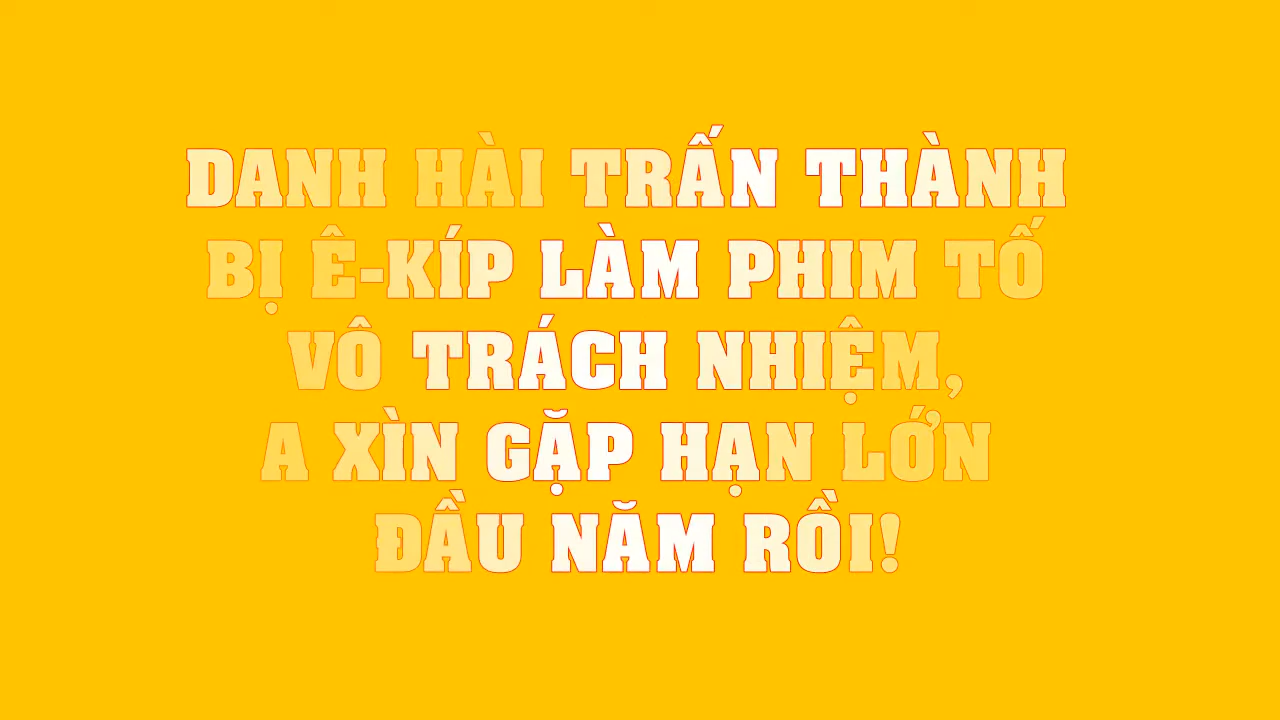 DANH HÀI TRẤN THÀNH
BỊ Ê-KÍP LÀM PHIM TỐ
VÔ TRÁCH NHIỆM,
A XÌN GẶP HẠN LỚN
ĐẦU NĂM RỒI!